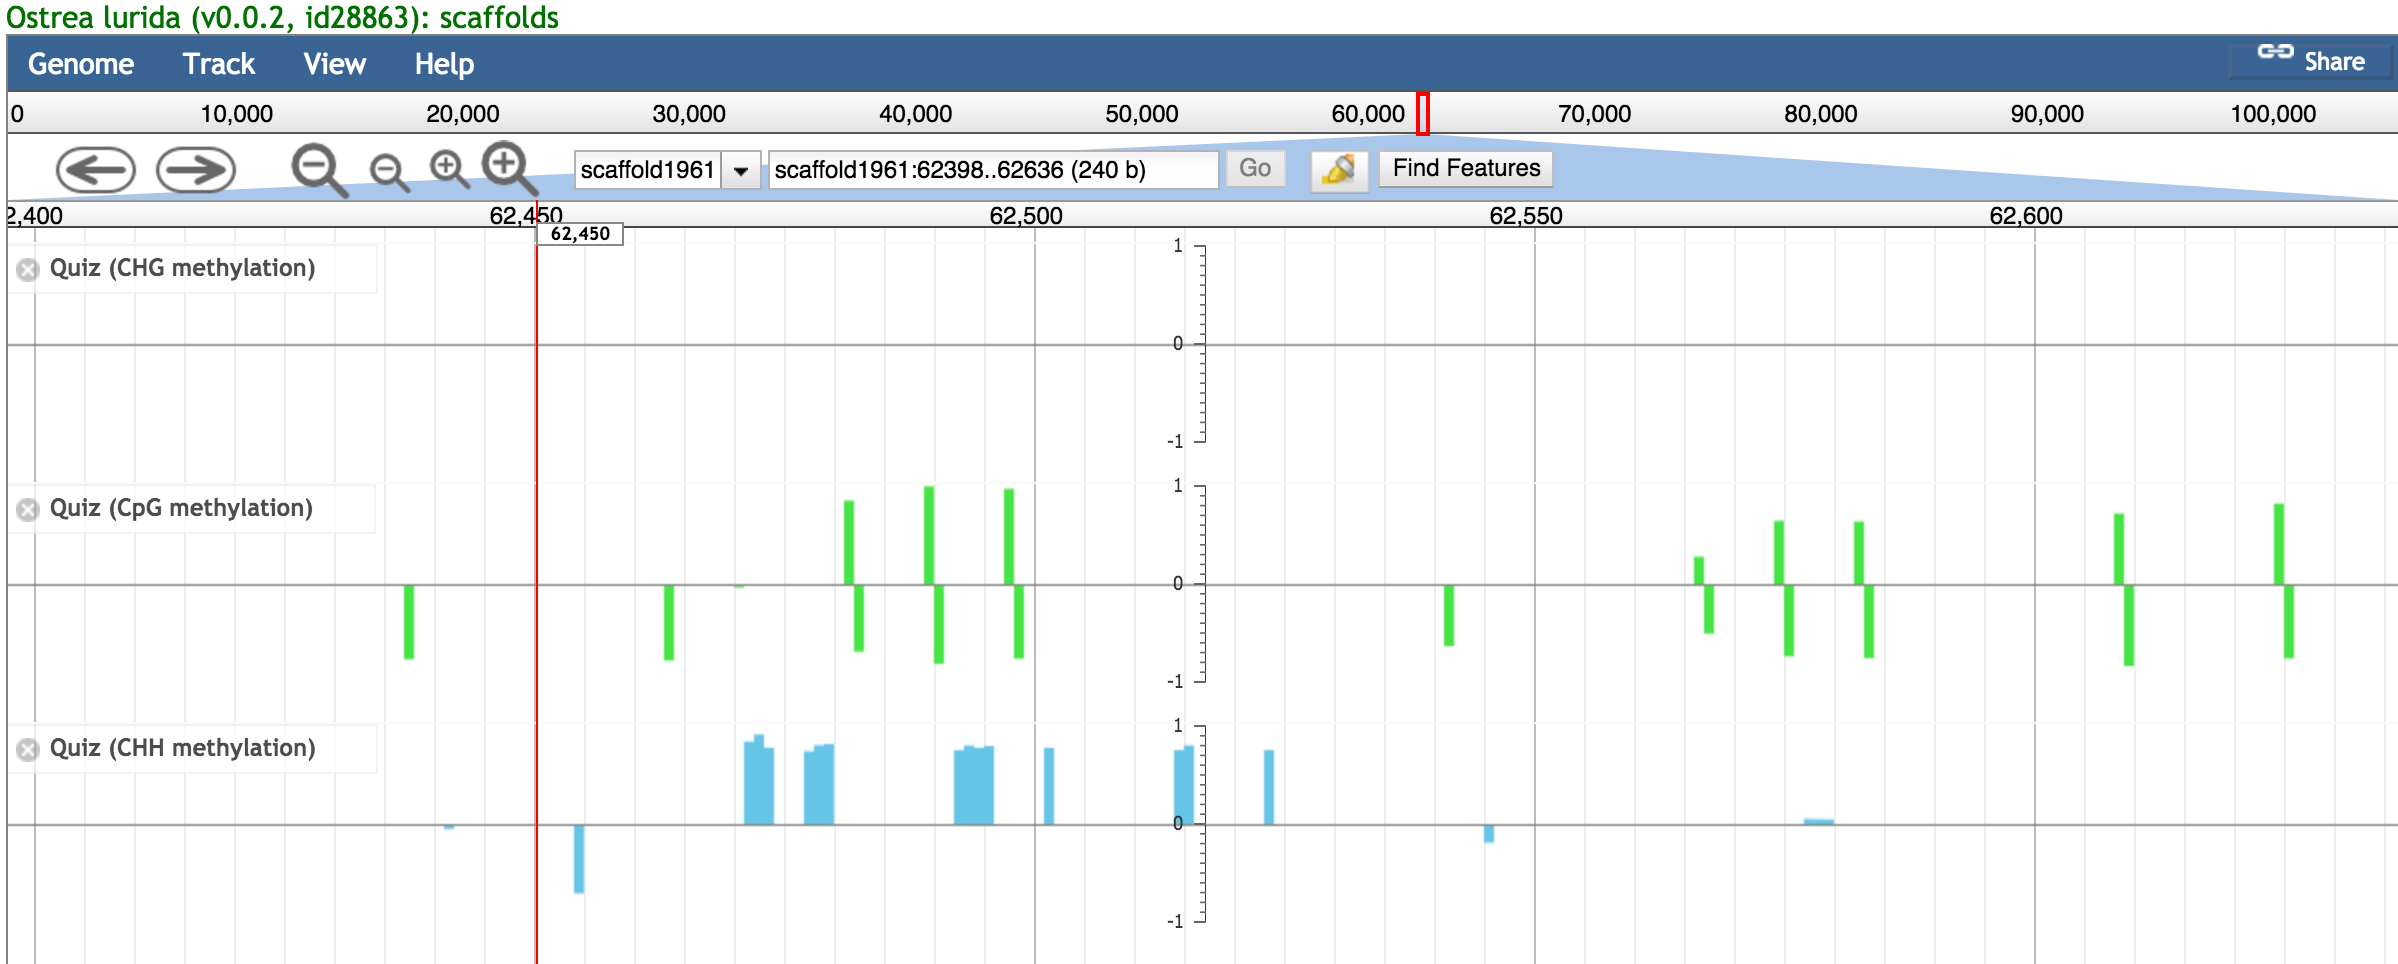 Ostrea lurida (v0.0.2, id28863): scaffolds
Genome Track View Help Share
0 10,000 20,000 30,000 40,000 50,000 60,000 70,000 80,000 90,000 100,000
scaffold1961 scaffold1961:62398..62636 (240 b) Go Find Features
2,400 62,450 62,500 62,550 62,600
62,450
Quiz (CHG methylation)
1
0
-1
Quiz (CpG methylation)
1
0
-1
Quiz (CHH methylation)
1
0
-1